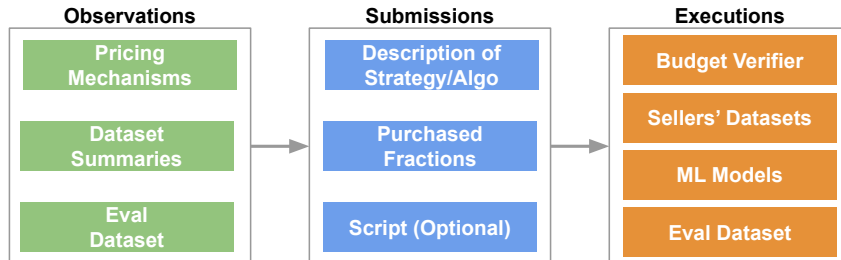 Observations
Pricing
Mechanisms
Dataset
Summaries
Eval
Dataset
Submissions
Description of
Strategy/Algo
Purchased
Fractions
Script (Optional)
Executions
Budget Verifier
Sellers' Datasets
ML Models
Eval Dataset